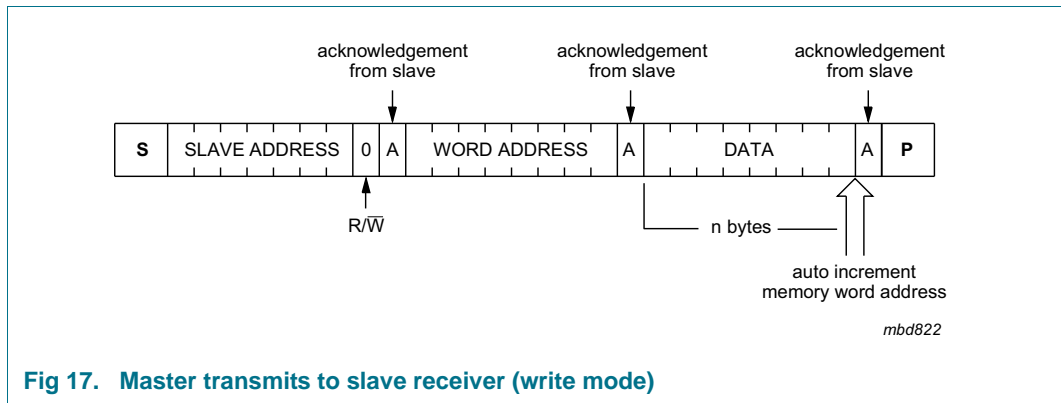 acknowledgement
from slave
acknowledgement
from slave
acknowledgement
from slave
S SLAVE ADDRESS 0 A WORD ADDRESS A DATA A P
R/W̅
n bytes
auto increment
memory word address
mbd822
Fig 17. Master transmits to slave receiver (write mode)